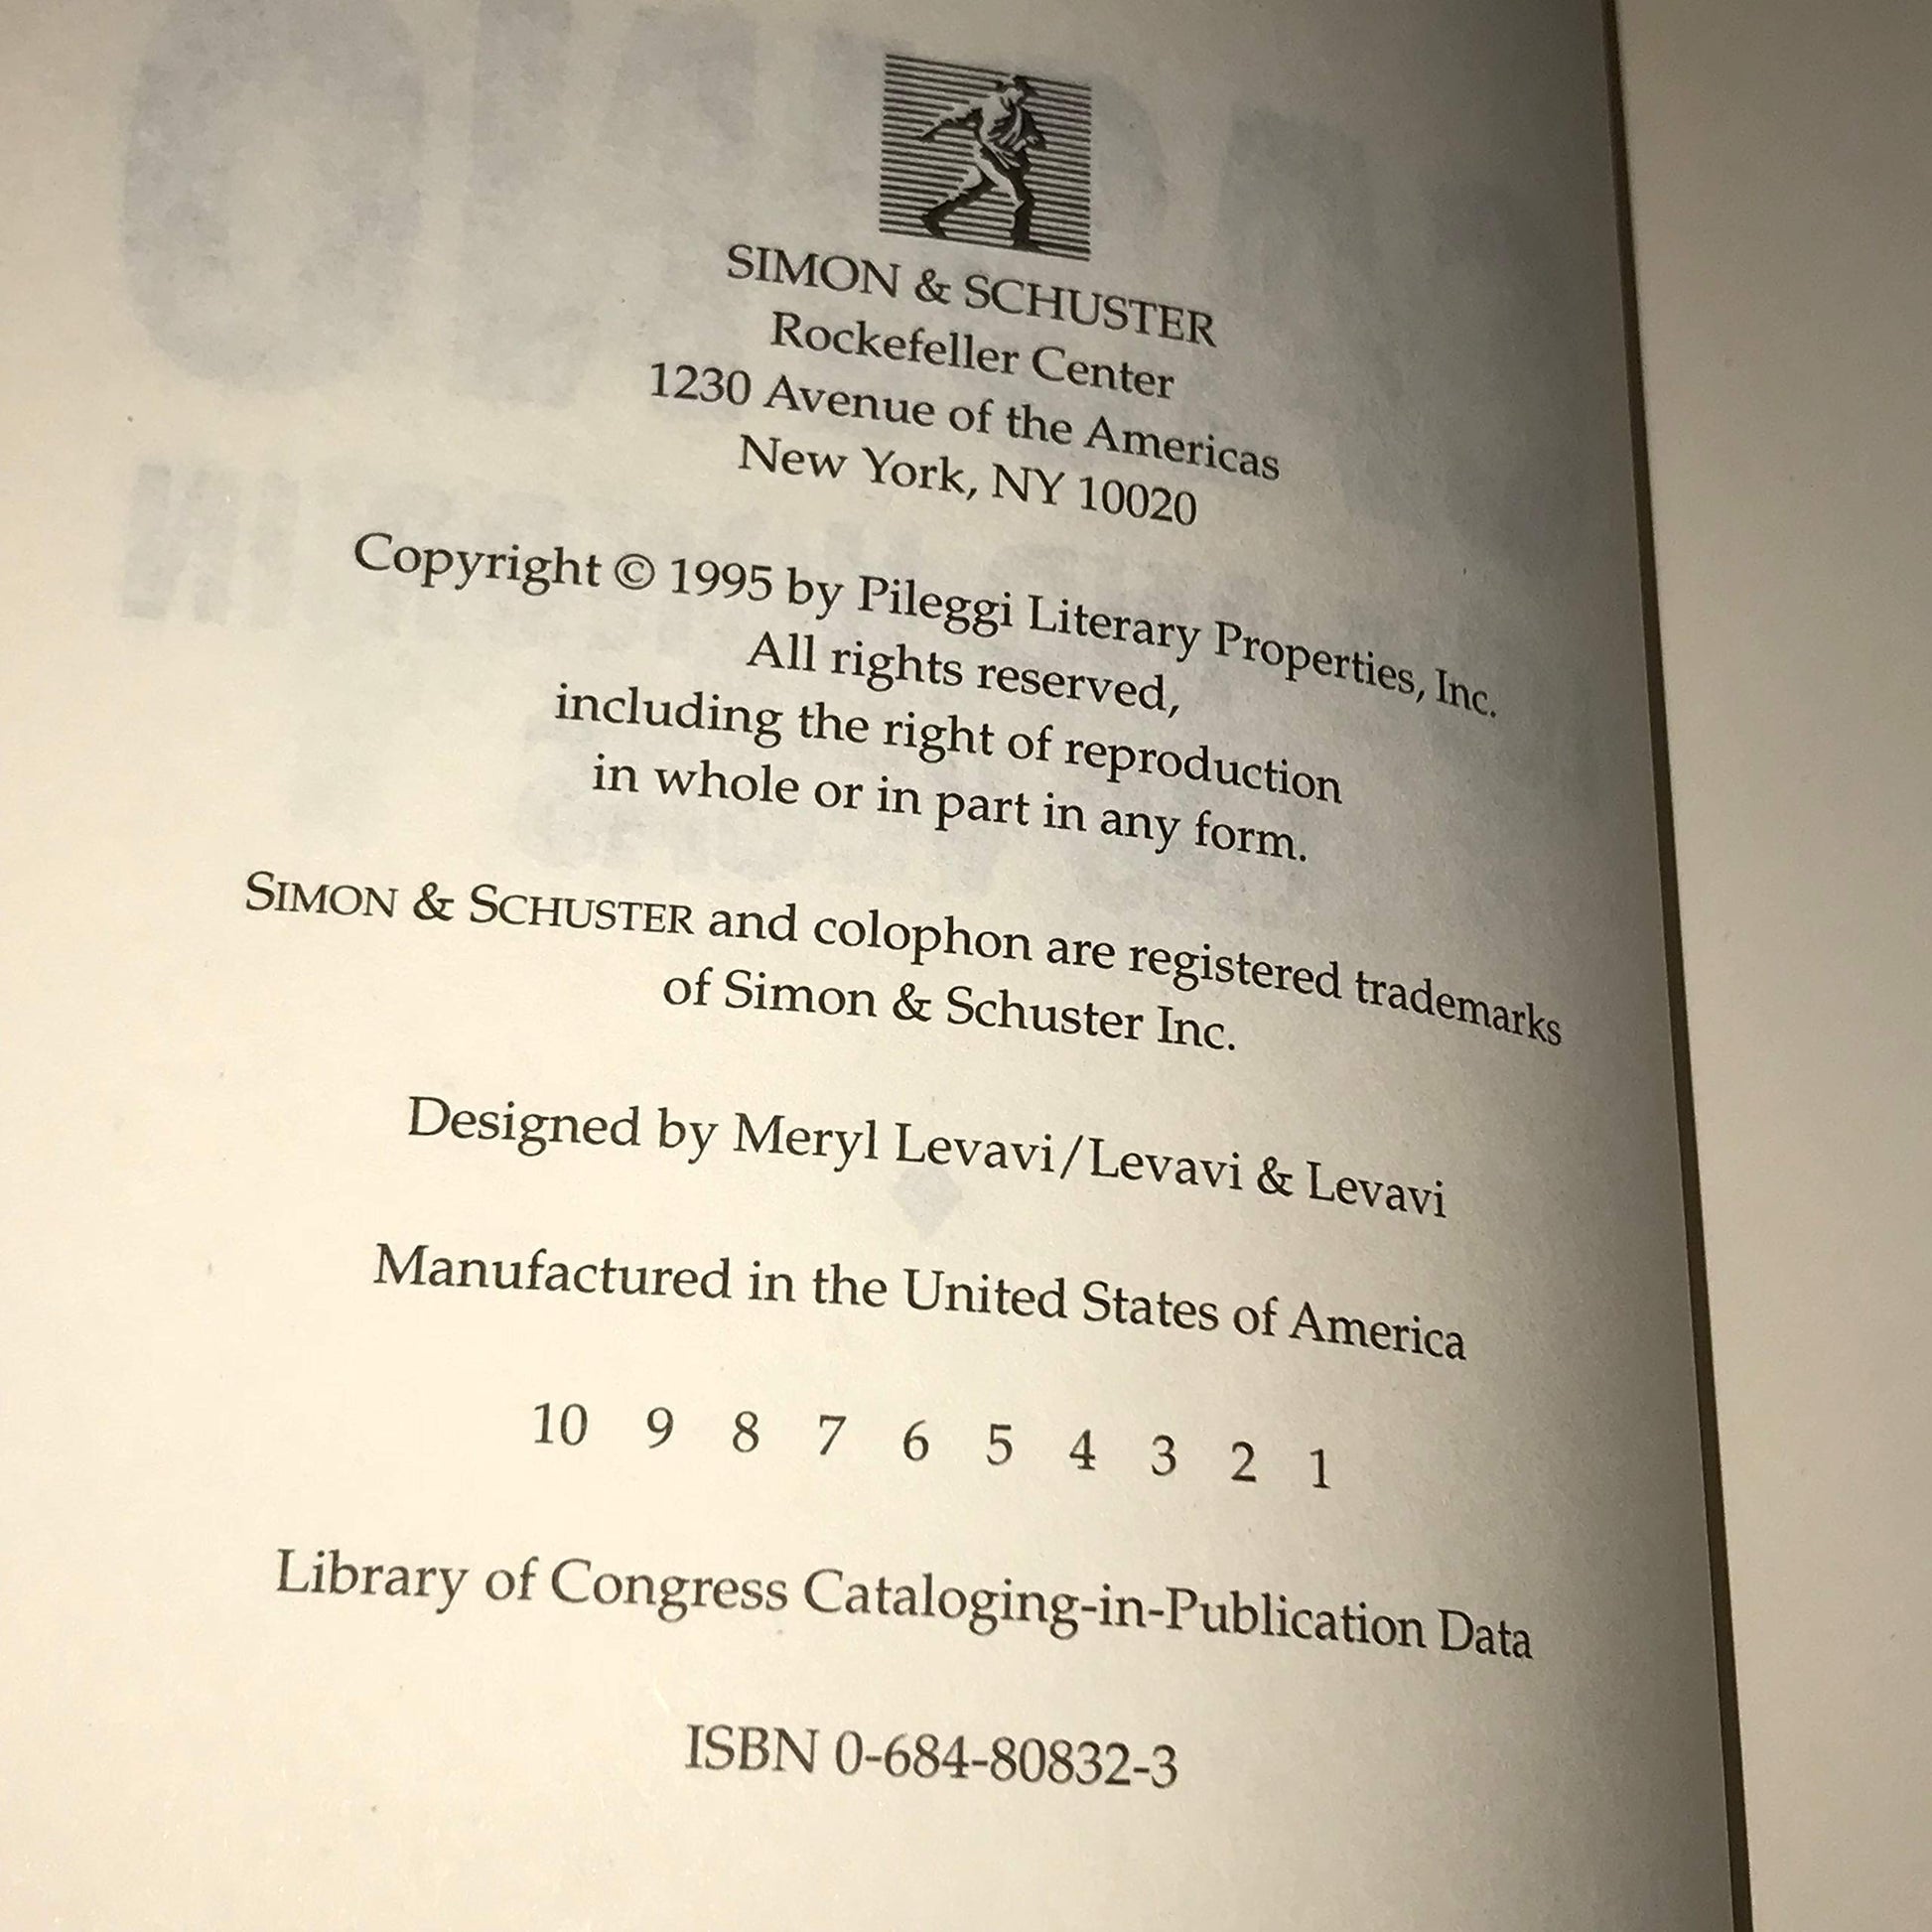 SIMON & SCHUSTER
Rockefeller Center
1230 Avenue of the Americas
New York, NY 10020
Copyright © 1995 by Pileggi Literary Properties, Inc.
All rights reserved,
including the right of reproduction
in whole or in part in any form.
SIMON & SCHUSTER and colophon are registered trademarks
of Simon & Schuster Inc.
Designed by Meryl Levavi/Levavi & Levavi
Manufactured in the United States of America
10 9 8 7 6 5 4 3 2 1
Library of Congress Cataloging-in-Publication Data
ISBN 0-684-80832-3